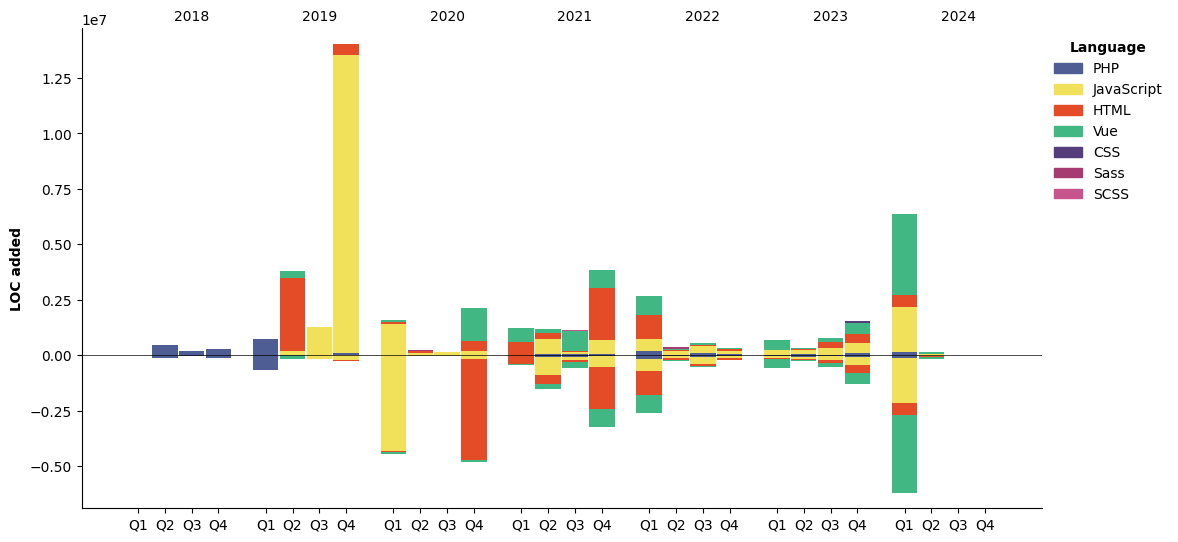 1e7
2018 2019 2020 2021 2022 2023 2024
Language
PHP
JavaScript
HTML
Vue
CSS
Sass
SCSS
LOC added
1.25
1.00
0.75
0.50
0.25
0.00
−0.25
−0.50
Q1 Q2 Q3 Q4 Q1 Q2 Q3 Q4 Q1 Q2 Q3 Q4 Q1 Q2 Q3 Q4 Q1 Q2 Q3 Q4 Q1 Q2 Q3 Q4 Q1 Q2 Q3 Q4